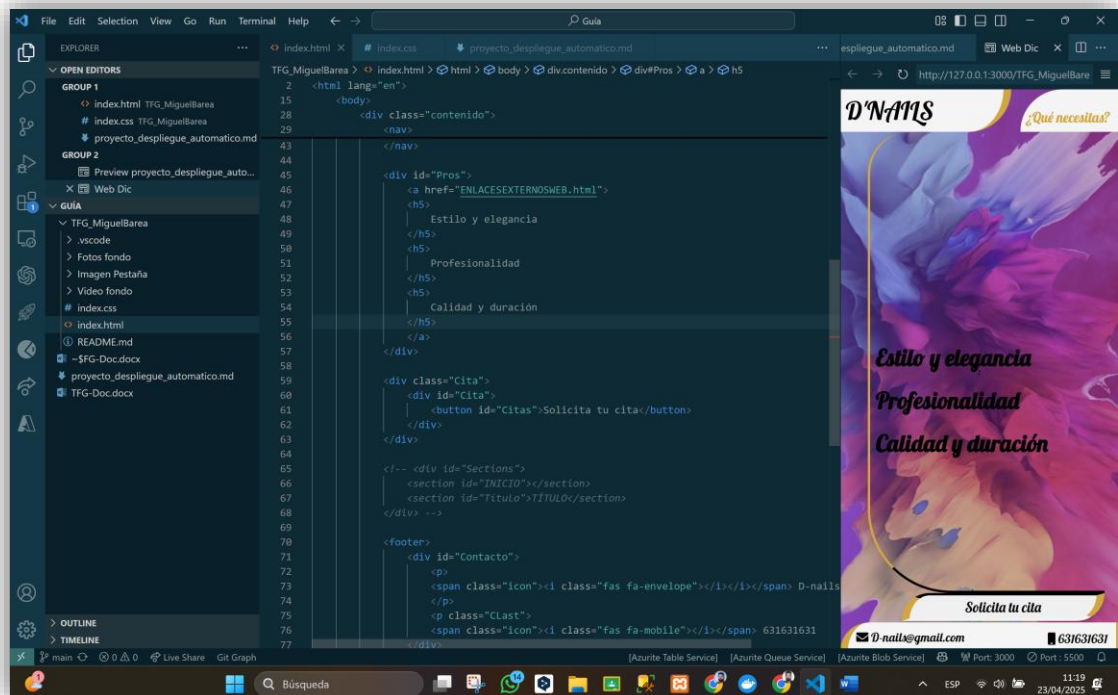 File Edit Selection View Go Run Terminal Help
Guía
EXPLORER
OPEN EDITORS
GROUP 1
index.html TFG_MiguelBarea
# index.css TFG_MiguelBarea
proyecto_despliegue_automatico.md
GROUP 2
Preview proyecto_despliegue_auto...
Web Dic
GUÍA
TFG_MiguelBarea
.vscode
Fotos fondo
Imagen Pestaña
Video fondo
# index.css
index.html
README.md
~$FG-Doc.docx
proyecto_despliegue_automatico.md
TFG-Doc.docx
OUTLINE
TIMELINE
index.html
# index.css
proyecto_despliegue_automatico.md
TFG_MiguelBarea > index.html > html > body > div.contenido > div#Pros > a > h5
2 <html lang="en">
15 <body>
28 <div class="contenido">
29 <nav>
43 </nav>
44
45 <div id="Pros">
46 <a href="ENLACESEXTERNOSWEB.html">
47 <h5>
48 Estilo y elegancia
49 </h5>
50 <h5>
51 Profesionalidad
52 </h5>
53 <h5>
54 Calidad y duración
55 </h5>
56 </a>
57 </div>
58
59 <div class="Cita">
60 <div id="Cita">
61 <button id="Citas">Solicita tu cita</button>
62 </div>
63 </div>
64
65 <!-- <div id="Sections">
66 <section id="INICIO"></section>
67 <section id="Titulo">TÍTULO</section>
68 </div> -->
69
70 <footer>
71 <div id="Contacto">
72 <p>
73 <span class="icon"><i class="fas fa-envelope"></i></i></span> D-nails
74 </p>
75 <p class="CLast">
76 <span class="icon"><i class="fas fa-mobile"></i></span> 631631631
77 </div>
espliegue_automatico.md
Web Dic
http://127.0.0.1:3000/TFG_MiguelBare
D'NAILS
¿Qué necesitas?
Estilo y elegancia
Profesionalidad
Calidad y duración
Solicita tu cita
D-nails@gmail.com
631631631
main 0 0 0 Live Share Git Graph
[Azurite Table Service] [Azurite Queue Service] [Azurite Blob Service] Port: 3000 Port : 5500
1
Búsqueda
ESP
11:19
23/04/2025